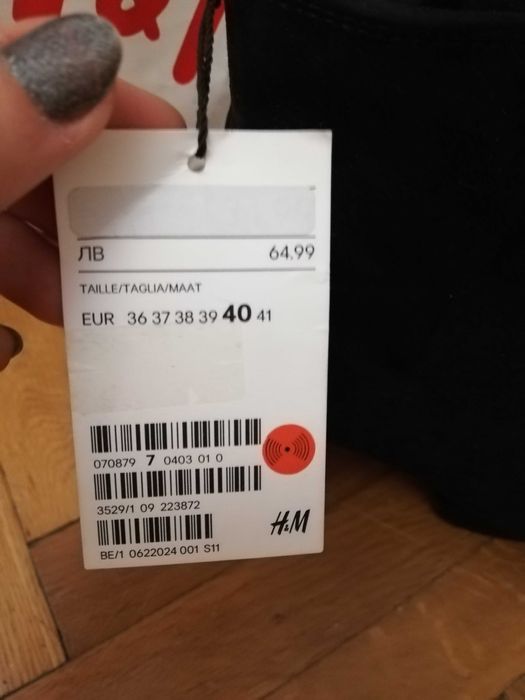 &M
ЛВ 64.99
TAILLE/TAGLIA/MAAT
EUR 36 37 38 39 40 41
070879 7 0403 01 0
3529/1 09 223872
H&M
BE/1 0622024 001 S11